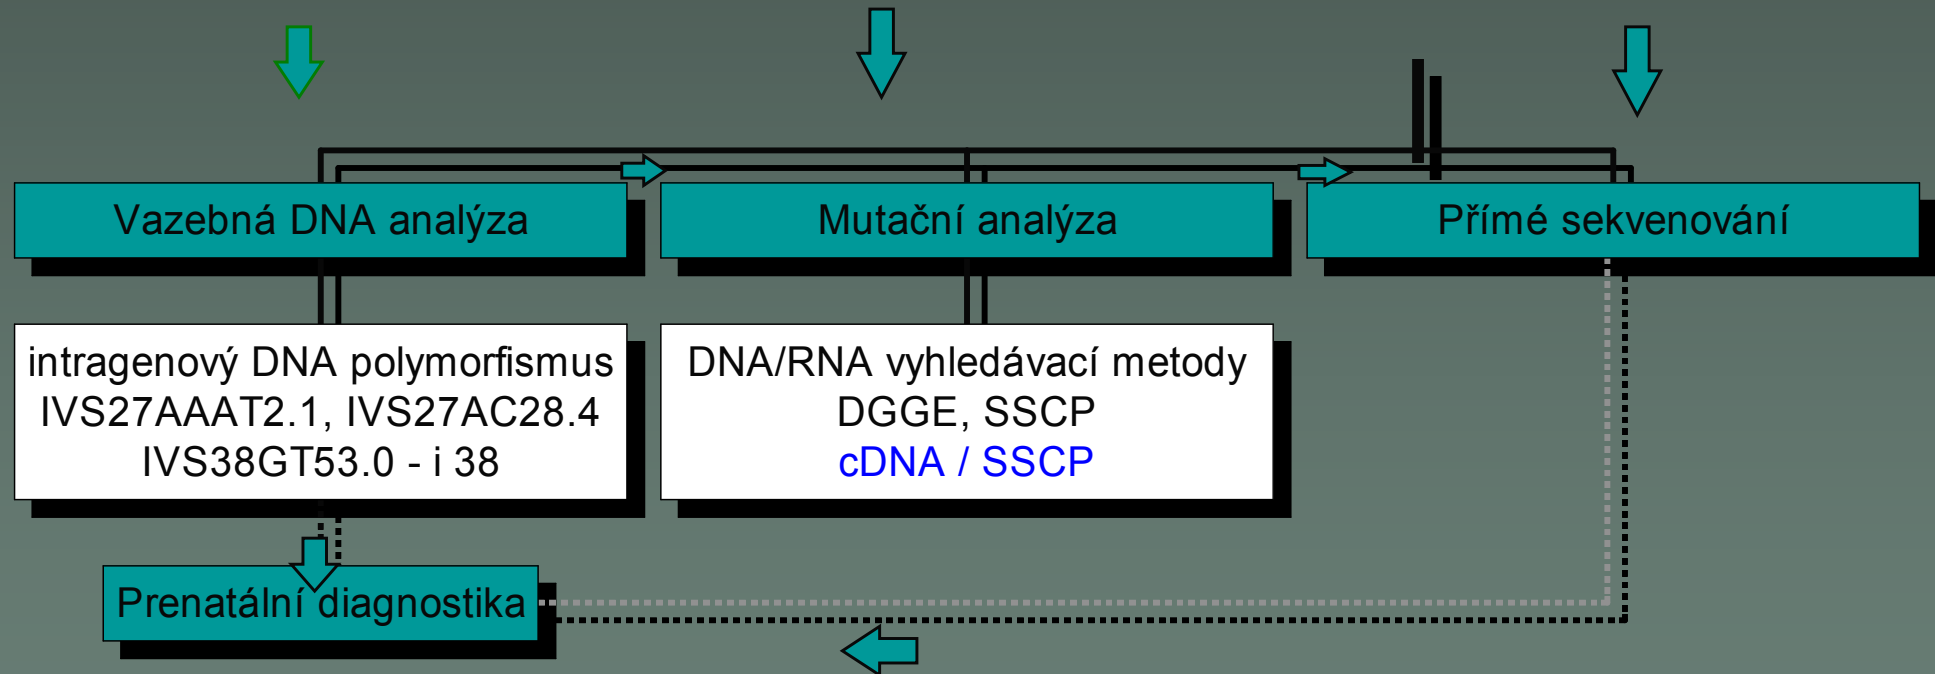 Vazebná DNA analýza
Mutační analýza
Přímé sekvenování
intragenový DNA polymorfismus
IVS27AAAT2.1, IVS27AC28.4
IVS38GT53.0 - i 38
DNA/RNA vyhledávací metody
DGGE, SSCP
cDNA / SSCP
Prenatální diagnostika